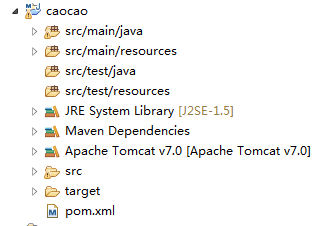 caocao
src/main/java
src/main/resources
src/test/java
src/test/resources
JRE System Library [J2SE-1.5]
Maven Dependencies
Apache Tomcat v7.0 [Apache Tomcat v7.0]
src
target
pom.xml